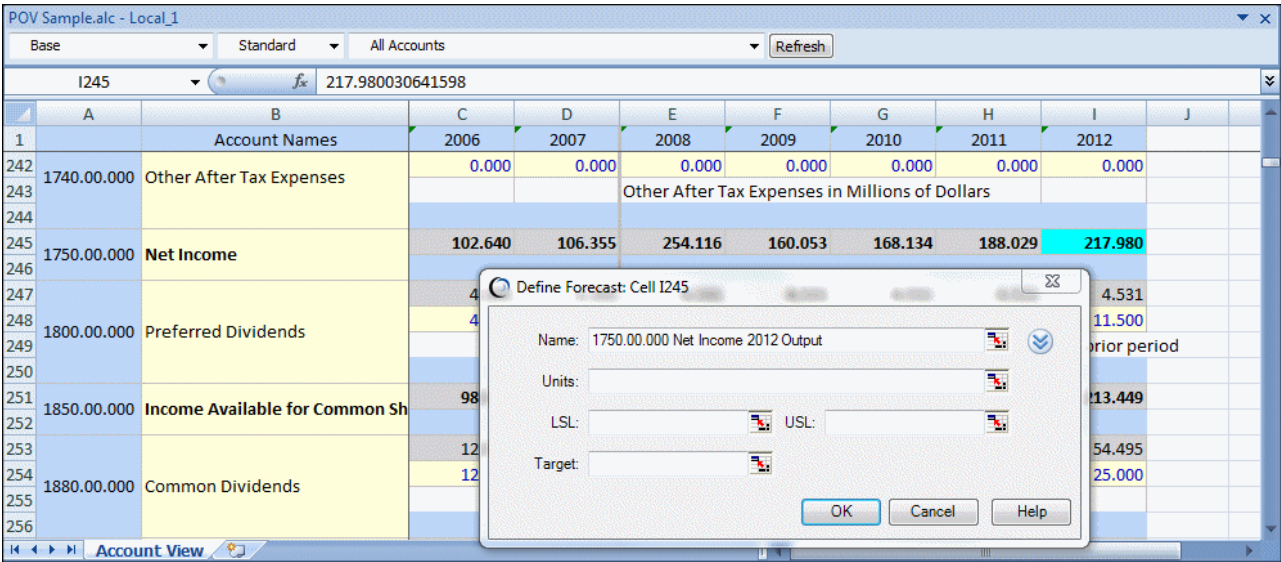 POV Sample.alc - Local_1
Base Standard All Accounts Refresh
I245 fx 217.980030641598
A B C D E F G H I J
1 Account Names 2006 2007 2008 2009 2010 2011 2012
242 0.000 0.000 0.000 0.000 0.000 0.000 0.000
1740.00.000 Other After Tax Expenses
243 Other After Tax Expenses in Millions of Dollars
244
245 102.640 106.355 254.116 160.053 168.134 188.029 217.980
1750.00.000 Net Income
246
Define Forecast: Cell I245
247 4 4.531
248 4 11.500
1800.00.000 Preferred Dividends
Name: 1750.00.000 Net Income 2012 Output
249 prior period
250
Units:
251 98 213.449
1850.00.000 Income Available for Common Sh
252
LSL: USL:
253 12 54.495
Target:
254 12 25.000
1880.00.000 Common Dividends
255
OK Cancel Help
256
Account View